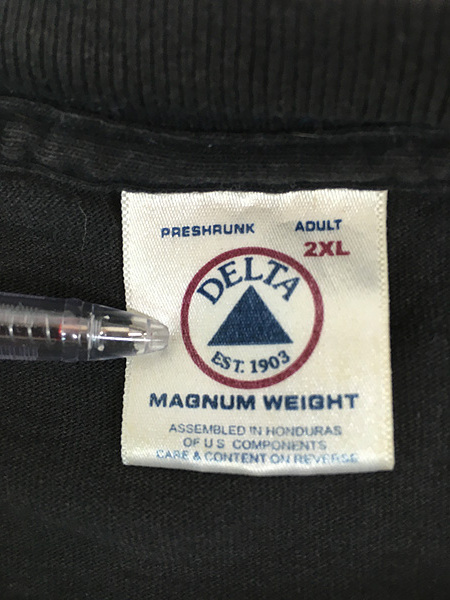 PRESHRUNK ADULT
2XL
DELTA
EST. 1903
MAGNUM WEIGHT
ASSEMBLED IN HONDURAS
OF U S COMPONENTS
CARE & CONTENT ON REVERSE